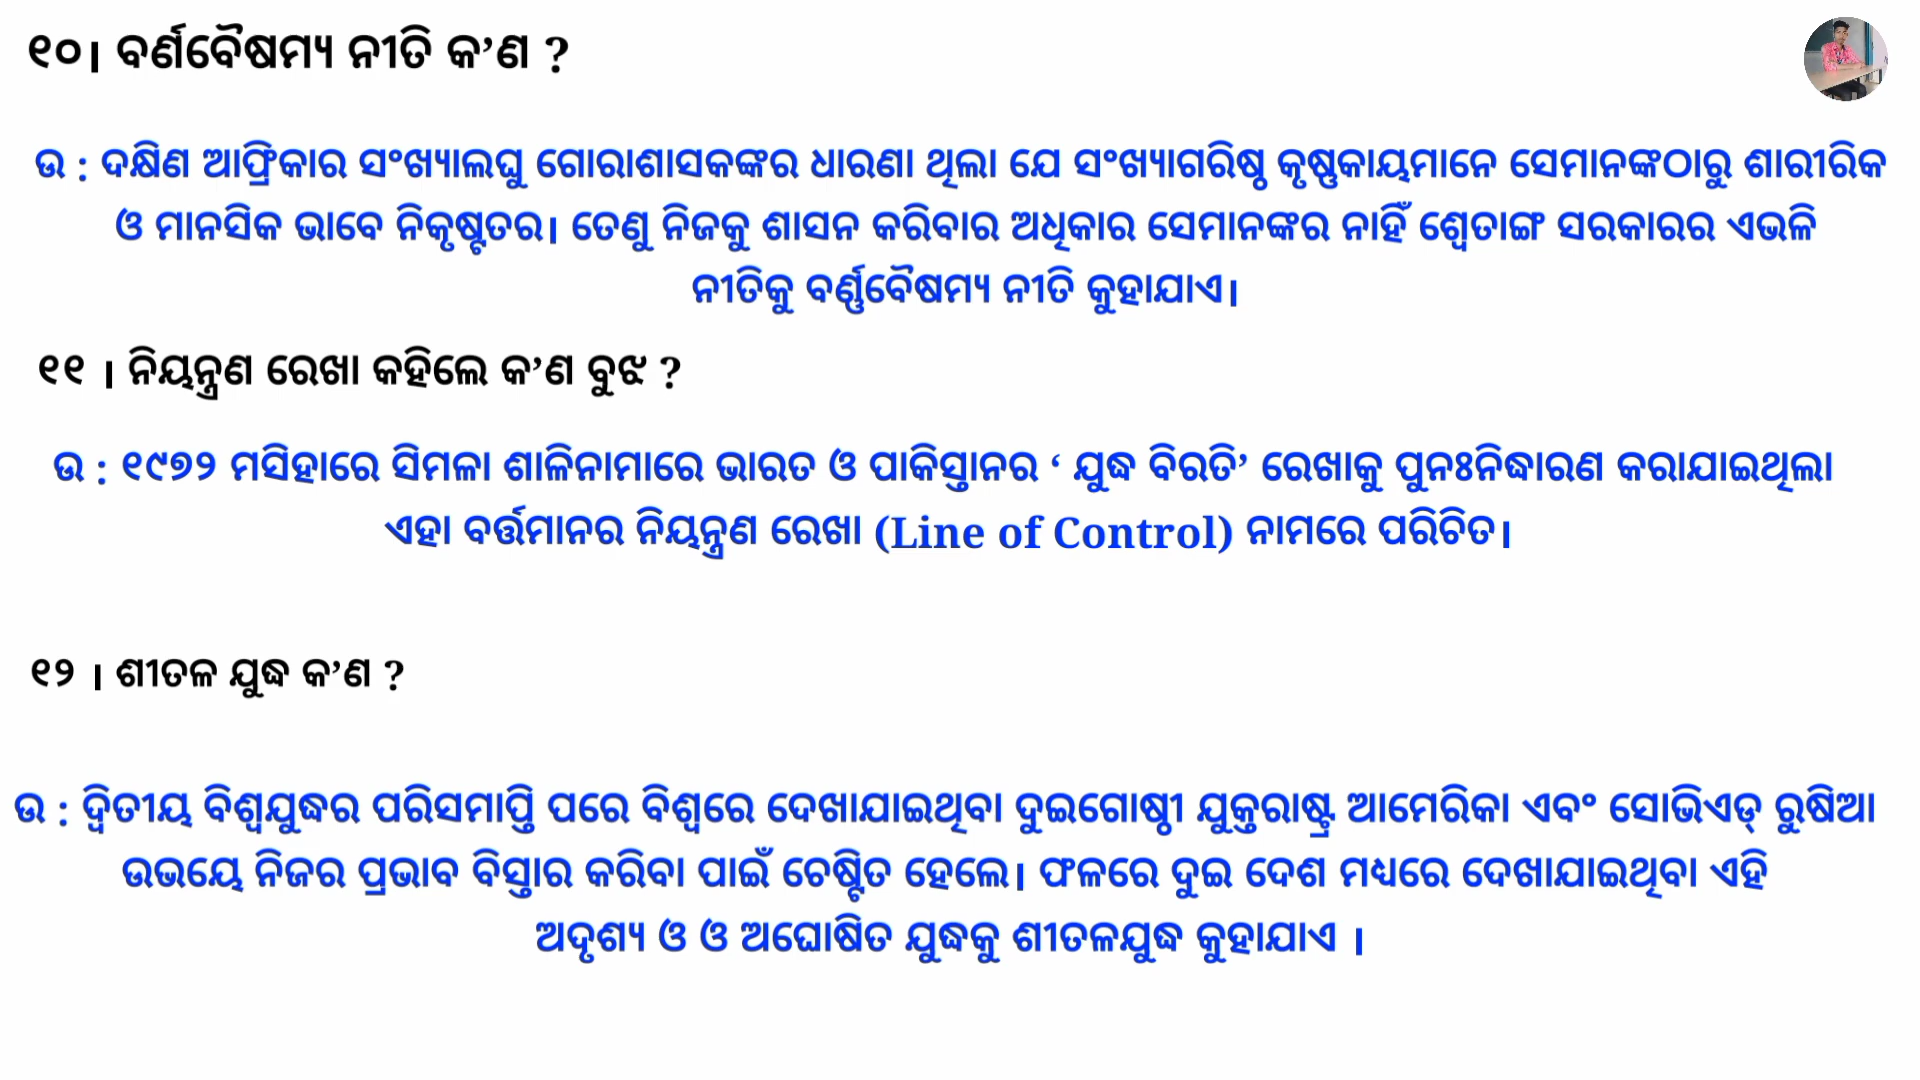 ୧୦। ବର୍ଣବୈଷମ୍ୟ ନୀତି କ’ଣ ?
ଉ : ଦକ୍ଷିଣ ଆଫ୍ରିକାର ସଂଖ୍ୟାଲଘୁ ଗୋରାଶାସକଙ୍କର ଧାରଣା ଥିଲା ଯେ ସଂଖ୍ୟାଗରିଷ୍ଠ କୃଷ୍ଣକାୟମାନେ ସେମାନଙ୍କଠାରୁ ଶାରୀରିକ
ଓ ମାନସିକ ଭାବେ ନିକୃଷ୍ଟତର। ତେଣୁ ନିଜକୁ ଶାସନ କରିବାର ଅଧିକାର ସେମାନଙ୍କର ନାହିଁ ଶ୍ୱେତାଙ୍ଗ ସରକାରର ଏଭଳି
ନୀତିକୁ ବର୍ଣ୍ଣବୈଷମ୍ୟ ନୀତି କୁହାଯାଏ।
୧୧ । ନିୟନ୍ତ୍ରଣ ରେଖା କହିଲେ କ’ଣ ବୁଝ ?
ଉ : ୧୯୭୨ ମସିହାରେ ସିମଳା ଶାଳିନାମାରେ ଭାରତ ଓ ପାକିସ୍ତାନର ‘ ଯୁଦ୍ଧ ବିରତି’ ରେଖାକୁ ପୁନଃନିଦ୍ଧାରଣ କରାଯାଇଥିଲା
ଏହା ବର୍ତ୍ତମାନର ନିୟନ୍ତ୍ରଣ ରେଖା (Line of Control) ନାମରେ ପରିଚିତ।
୧୨ । ଶୀତଳ ଯୁଦ୍ଧ କ’ଣ ?
ଉ : ଦ୍ୱିତୀୟ ବିଶ୍ୱଯୁଦ୍ଧର ପରିସମାପ୍ତି ପରେ ବିଶ୍ୱରେ ଦେଖାଯାଇଥିବା ଦୁଇଗୋଷ୍ଠୀ ଯୁକ୍ତରାଷ୍ଟ୍ର ଆମେରିକା ଏବଂ ସୋଭିଏଡ୍ ରୁଷିଆ
ଉଭୟେ ନିଜର ପ୍ରଭାବ ବିସ୍ତାର କରିବା ପାଇଁ ଚେଷ୍ଟିତ ହେଲେ। ଫଳରେ ଦୁଇ ଦେଶ ମଧ୍ୟରେ ଦେଖାଯାଇଥିବା ଏହି
ଅଦୃଶ୍ୟ ଓ ଓ ଅଘୋଷିତ ଯୁଦ୍ଧକୁ ଶୀତଳଯୁଦ୍ଧ କୁହାଯାଏ ।